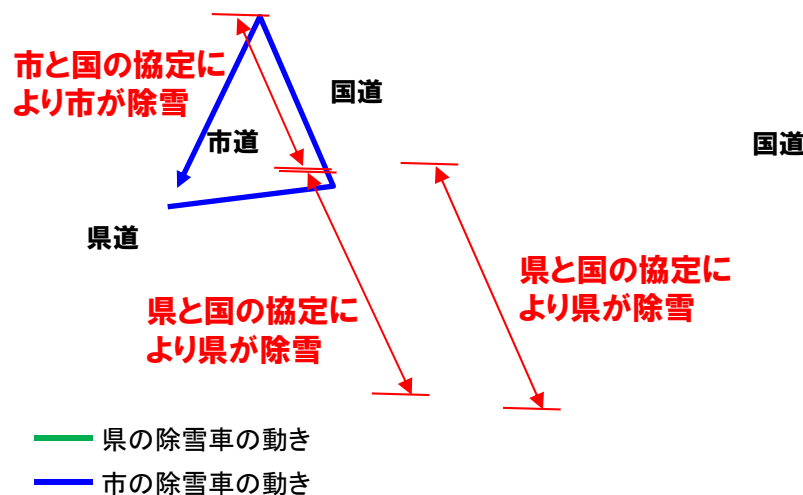 市と国の協定に
より市が除雪
国道
市道
国道
県道
県と国の協定に
より県が除雪
県と国の協定に
より県が除雪
県の除雪車の動き
市の除雪車の動き